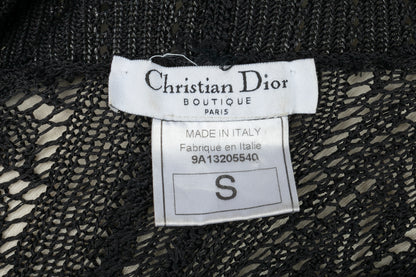 Christian Dior
BOUTIQUE
PARIS
MADE IN ITALY
Fabriqué en Italie
9A13205540
S